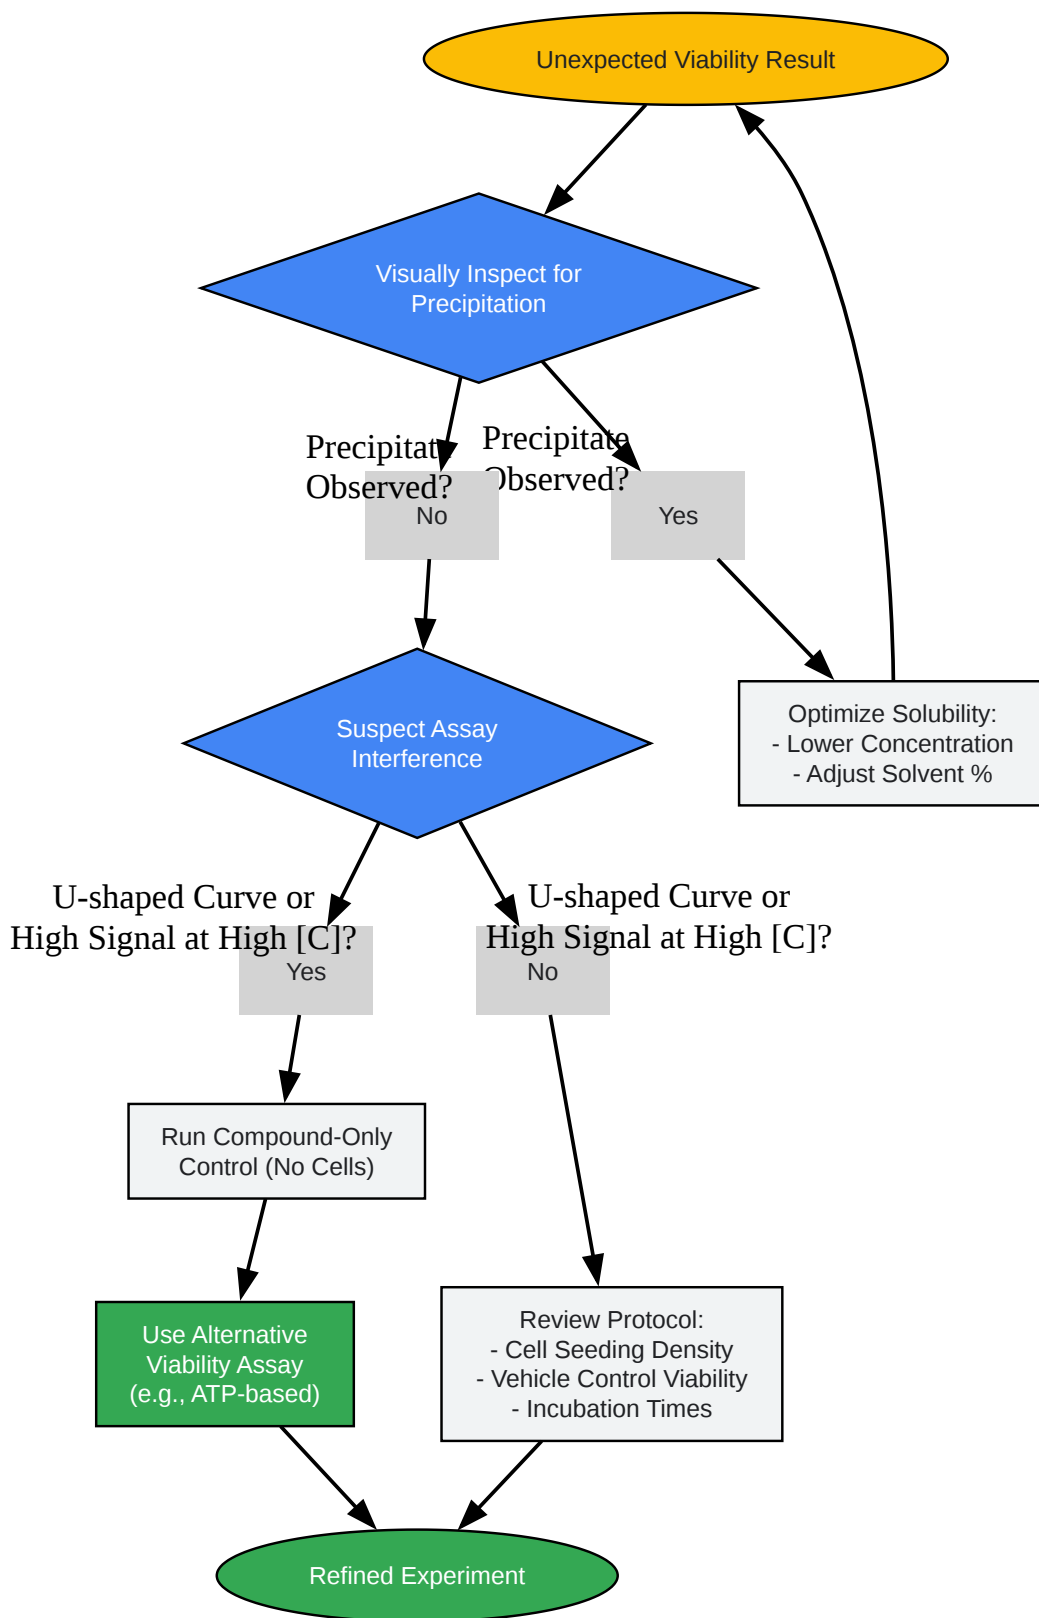 Unexpected Viability Result
Visually Inspect for
Precipitation
Precipitate
Observed?
Precipitate
Observed?
No
Yes
Suspect Assay
Interference
Optimize Solubility:
- Lower Concentration
- Adjust Solvent %
U-shaped Curve or
High Signal at High [C]?
U-shaped Curve or
High Signal at High [C]?
Yes
No
Run Compound-Only
Control (No Cells)
Use Alternative
Viability Assay
(e.g., ATP-based)
Review Protocol:
- Cell Seeding Density
- Vehicle Control Viability
- Incubation Times
Refined Experiment